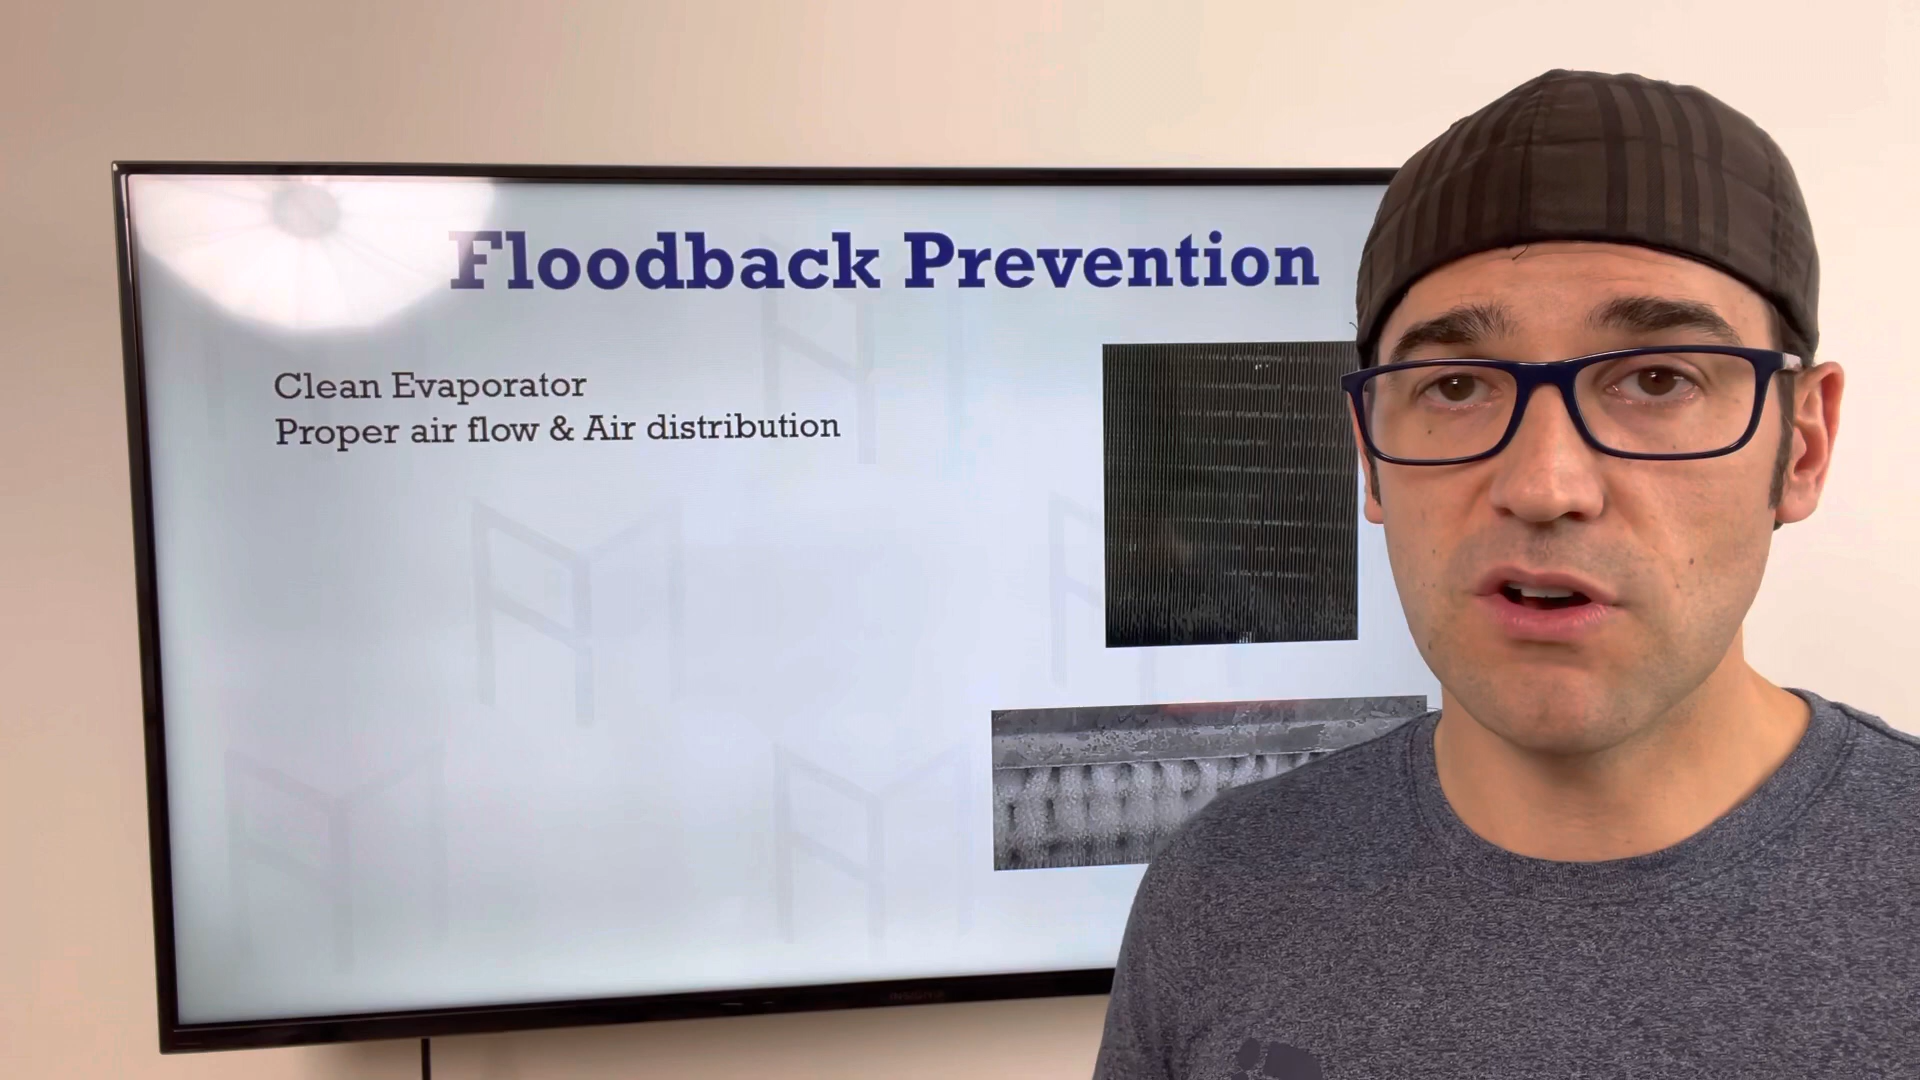 Floodback Prevention
Clean Evaporator
Proper air flow & Air distribution